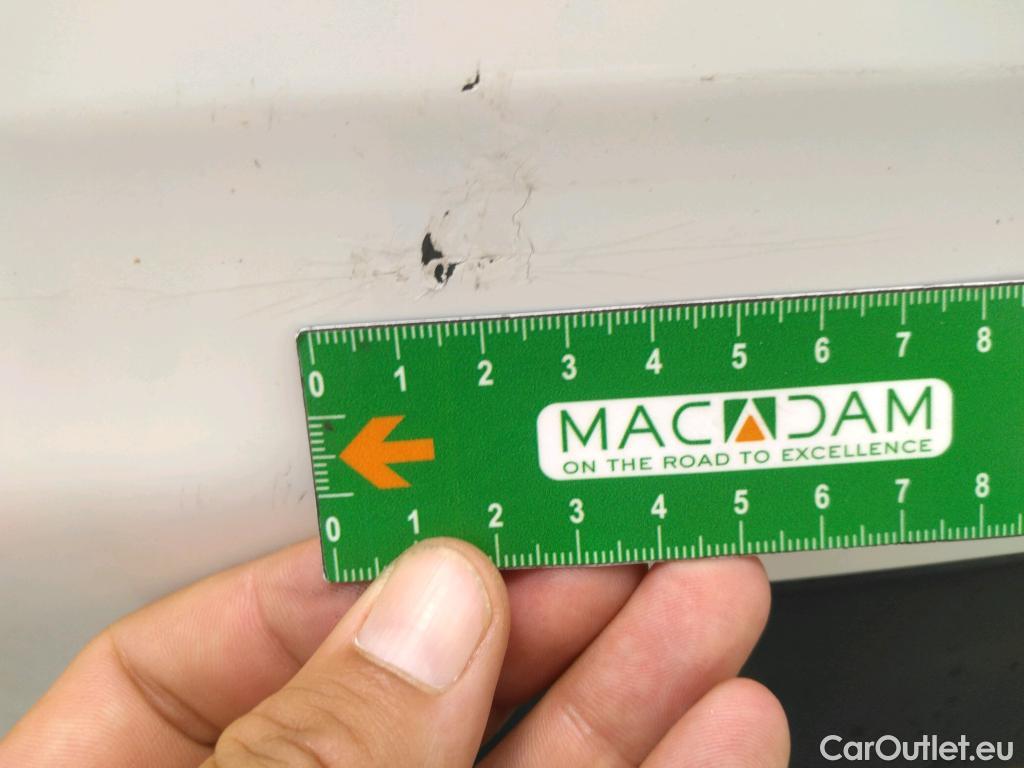 0 1 2 3 4 5 6 7 8
MACADAM
ON THE ROAD TO EXCELLENCE
0 1 2 3 4 5 6 7 8
CarOutlet.eu